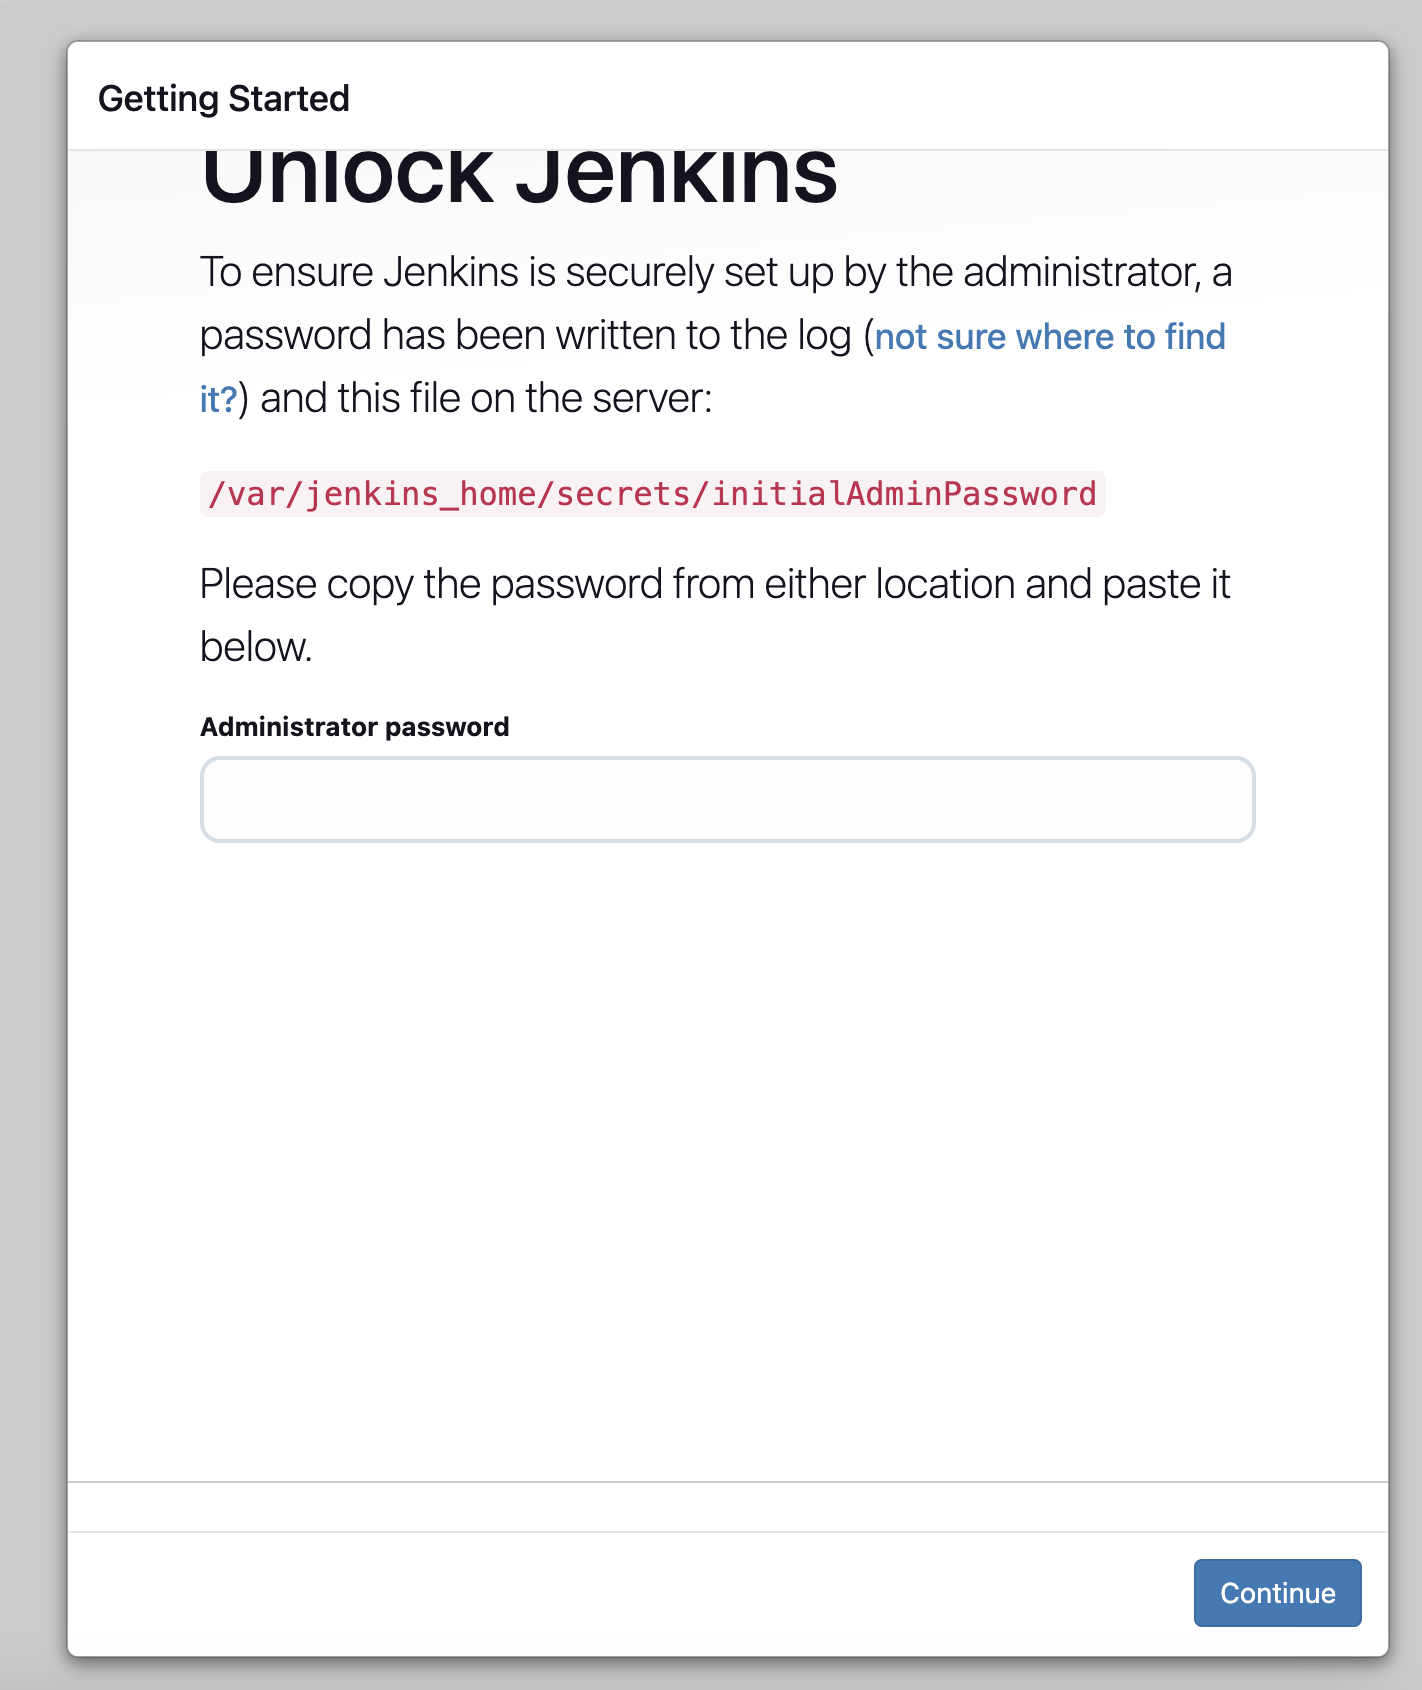 Getting Started
Unlock Jenkins
To ensure Jenkins is securely set up by the administrator, a
password has been written to the log (not sure where to find
it?) and this file on the server:
/var/jenkins_home/secrets/initialAdminPassword
Please copy the password from either location and paste it
below.
Administrator password
Continue